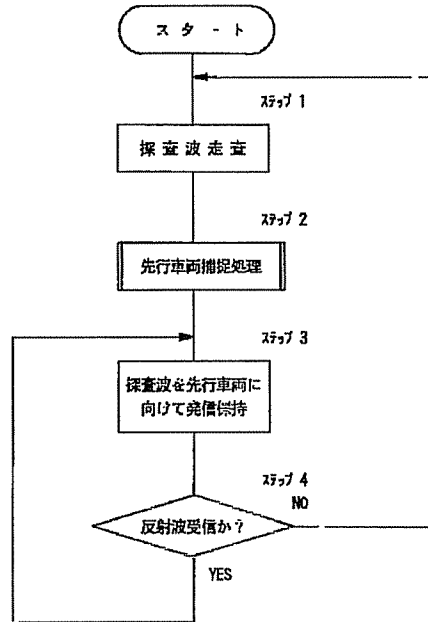 スタート
ステップ 1
探査波走査
ステップ 2
先行車両捕捉処理
ステップ 3
探査波を先行車両に
向けて発信保持
ステップ 4
反射波受信か?
NO
YES